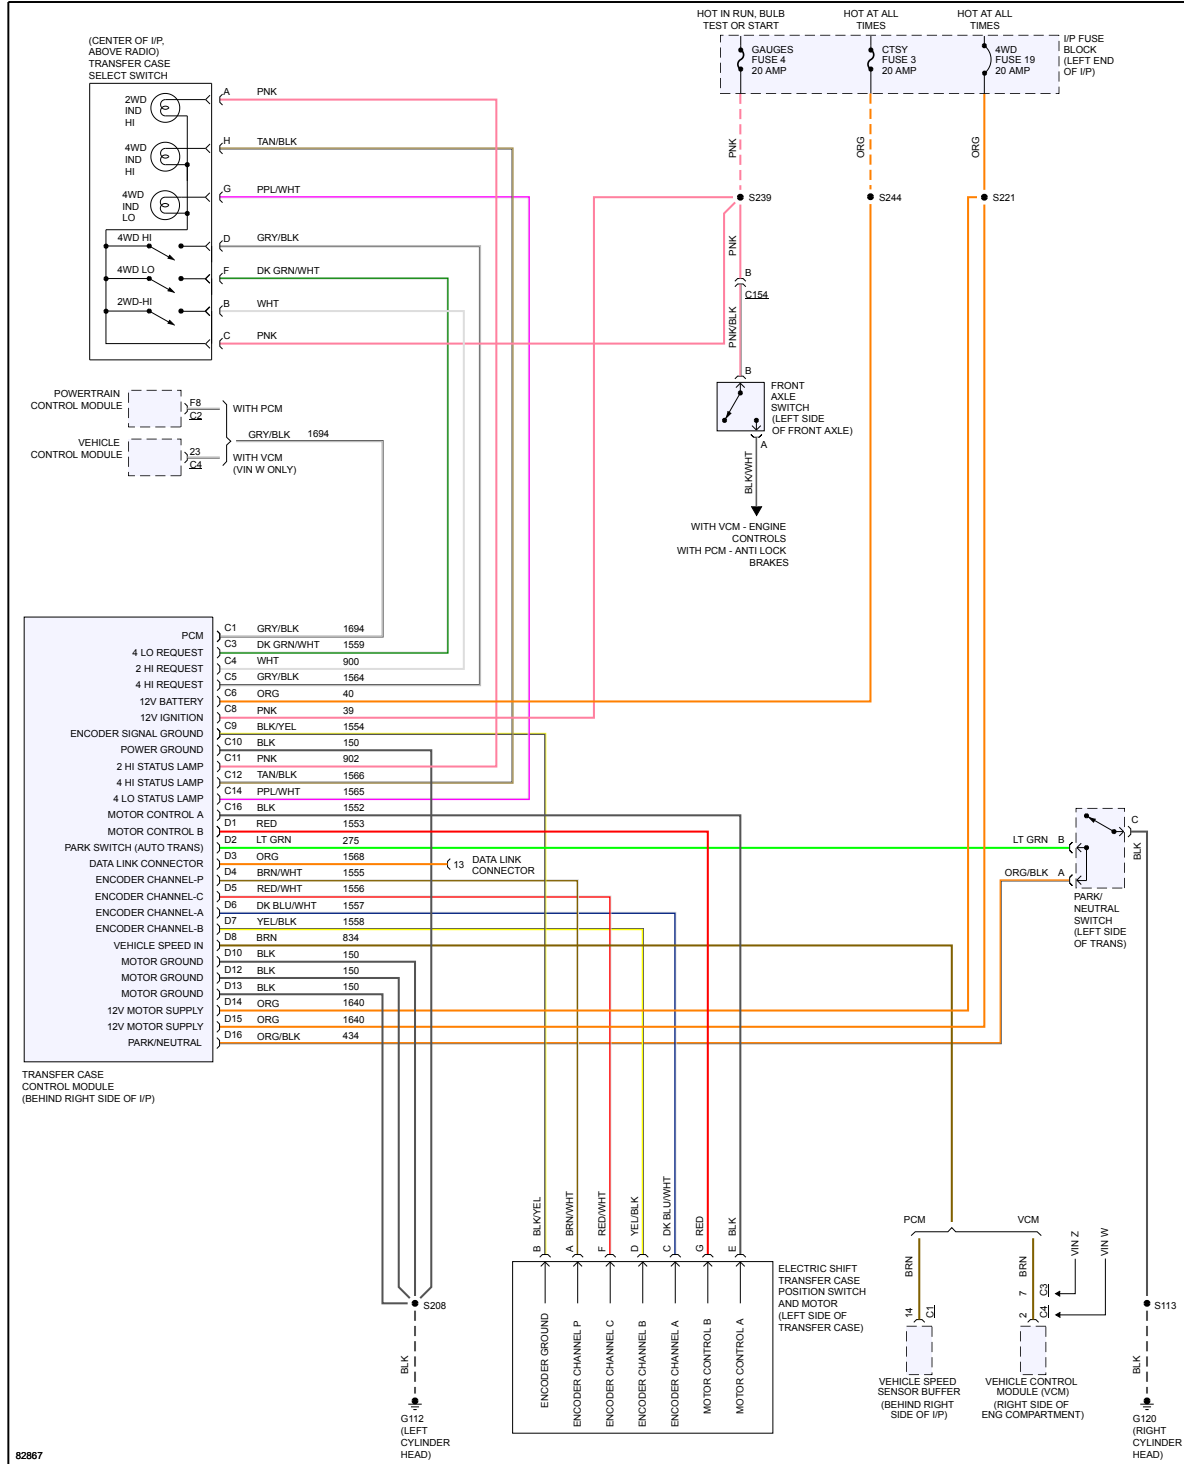 HOT IN RUN, BULB
TEST OR START
HOT AT ALL
TIMES
HOT AT ALL
TIMES
GAUGES
FUSE 4
20 AMP
CTSY
FUSE 3
20 AMP
4WD
FUSE 19
20 AMP
I/P FUSE
BLOCK
(LEFT END
OF I/P)
(CENTER OF I/P,
ABOVE RADIO)
TRANSFER CASE
SELECT SWITCH
2WD
IND
HI
A PNK
4WD
IND
HI
H TAN/BLK
4WD
IND
LO
G PPL/WHT
4WD HI D GRY/BLK
4WD LO F DK GRN/WHT
2WD-HI B WHT
C PNK
PNK
ORG
ORG
S239
S244
S221
PNK
B
C154
PNK/BLK
B
FRONT
AXLE
SWITCH
(LEFT SIDE
OF FRONT AXLE)
A
BLK/WHT
WITH VCM - ENGINE
CONTROLS
WITH PCM - ANTI LOCK
BRAKES
POWERTRAIN
CONTROL MODULE
F8
C2
WITH PCM
GRY/BLK 1694
VEHICLE
CONTROL MODULE
23
C4
WITH VCM
(VIN W ONLY)
PCM C1 GRY/BLK 1694
4 LO REQUEST C3 DK GRN/WHT 1559
2 HI REQUEST C4 WHT 900
4 HI REQUEST C5 GRY/BLK 1564
12V BATTERY C6 ORG 40
12V IGNITION C8 PNK 39
ENCODER SIGNAL GROUND C9 BLK/YEL 1554
POWER GROUND C10 BLK 150
2 HI STATUS LAMP C11 PNK 902
4 HI STATUS LAMP C12 TAN/BLK 1566
4 LO STATUS LAMP C14 PPL/WHT 1565
MOTOR CONTROL A C16 BLK 1552
MOTOR CONTROL B D1 RED 1553
PARK SWITCH (AUTO TRANS) D2 LT GRN 275
DATA LINK CONNECTOR D3 ORG 1568
ENCODER CHANNEL-P D4 BRN/WHT 1555
ENCODER CHANNEL-C D5 RED/WHT 1556
ENCODER CHANNEL-A D6 DK BLU/WHT 1557
ENCODER CHANNEL-B D7 YEL/BLK 1558
VEHICLE SPEED IN D8 BRN 834
MOTOR GROUND D10 BLK 150
MOTOR GROUND D12 BLK 150
MOTOR GROUND D13 BLK 150
12V MOTOR SUPPLY D14 ORG 1640
12V MOTOR SUPPLY D15 ORG 1640
PARK/NEUTRAL D16 ORG/BLK 434
TRANSFER CASE
CONTROL MODULE
(BEHIND RIGHT SIDE OF I/P)
13 DATA LINK
CONNECTOR
LT GRN B
ORG/BLK A
C
BLK
PARK/
NEUTRAL
SWITCH
(LEFT SIDE
OF TRANS)
B BLK/YEL
A BRN/WHT
F RED/WHT
D YEL/BLK
C DK BLU/WHT
G RED
E BLK
ENCODER GROUND
ENCODER CHANNEL P
ENCODER CHANNEL C
ENCODER CHANNEL B
ENCODER CHANNEL A
MOTOR CONTROL B
MOTOR CONTROL A
ELECTRIC SHIFT
TRANSFER CASE
POSITION SWITCH
AND MOTOR
(LEFT SIDE OF
TRANSFER CASE)
PCM
VCM
BRN
BRN
VIN Z
VIN W
14 C1
7 C3
2 C4
VEHICLE SPEED
SENSOR BUFFER
(BEHIND RIGHT
SIDE OF I/P)
VEHICLE CONTROL
MODULE (VCM)
(RIGHT SIDE OF
ENG COMPARTMENT)
S208
BLK
G112
(LEFT
CYLINDER
HEAD)
S113
BLK
G120
(RIGHT
CYLINDER
HEAD)
82867